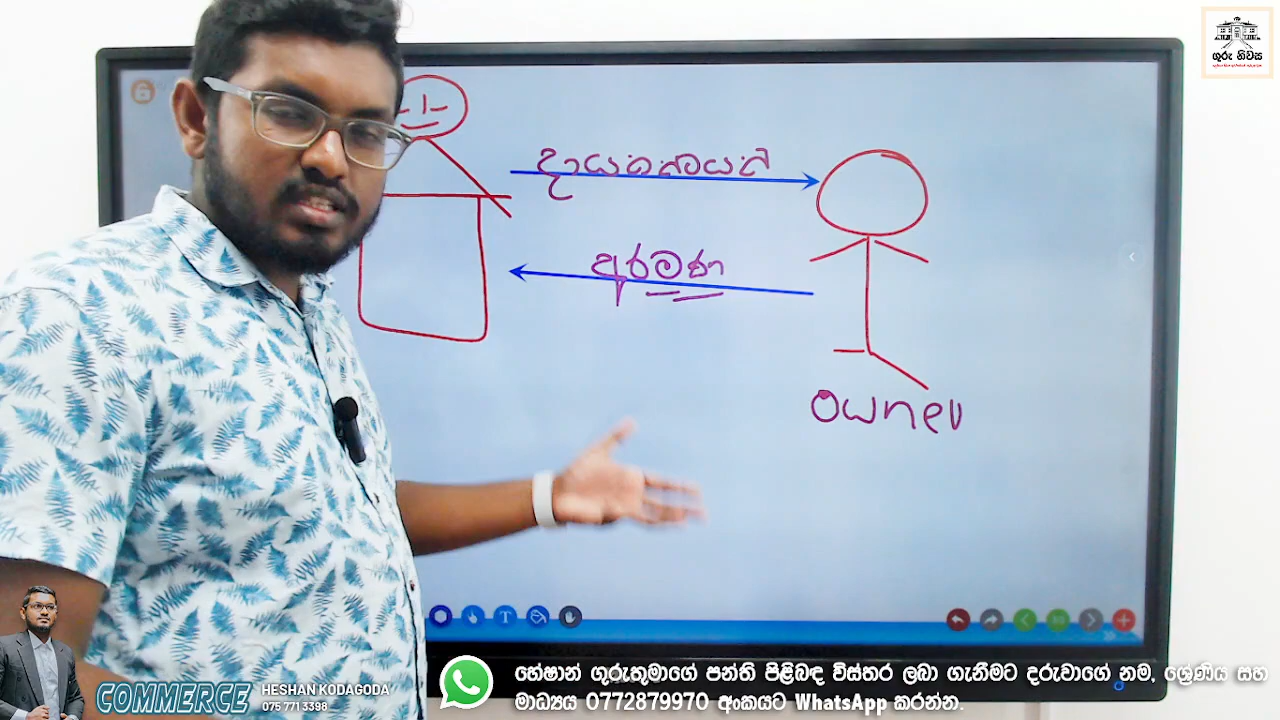 ගුරු නිවස
දායකත්වයක්
අරමුණ
owner
COMMERCE
HESHAN KODAGODA
075 771 3398
හේෂාන් ගුරුතුමාගේ පන්ති පිළිබඳ විස්තර ලබා ගැනීමට දරුවාගේ නම, ශ්‍රේණිය සහ
මාධ්‍යය 0772879970 අංකයට WhatsApp කරන්න.